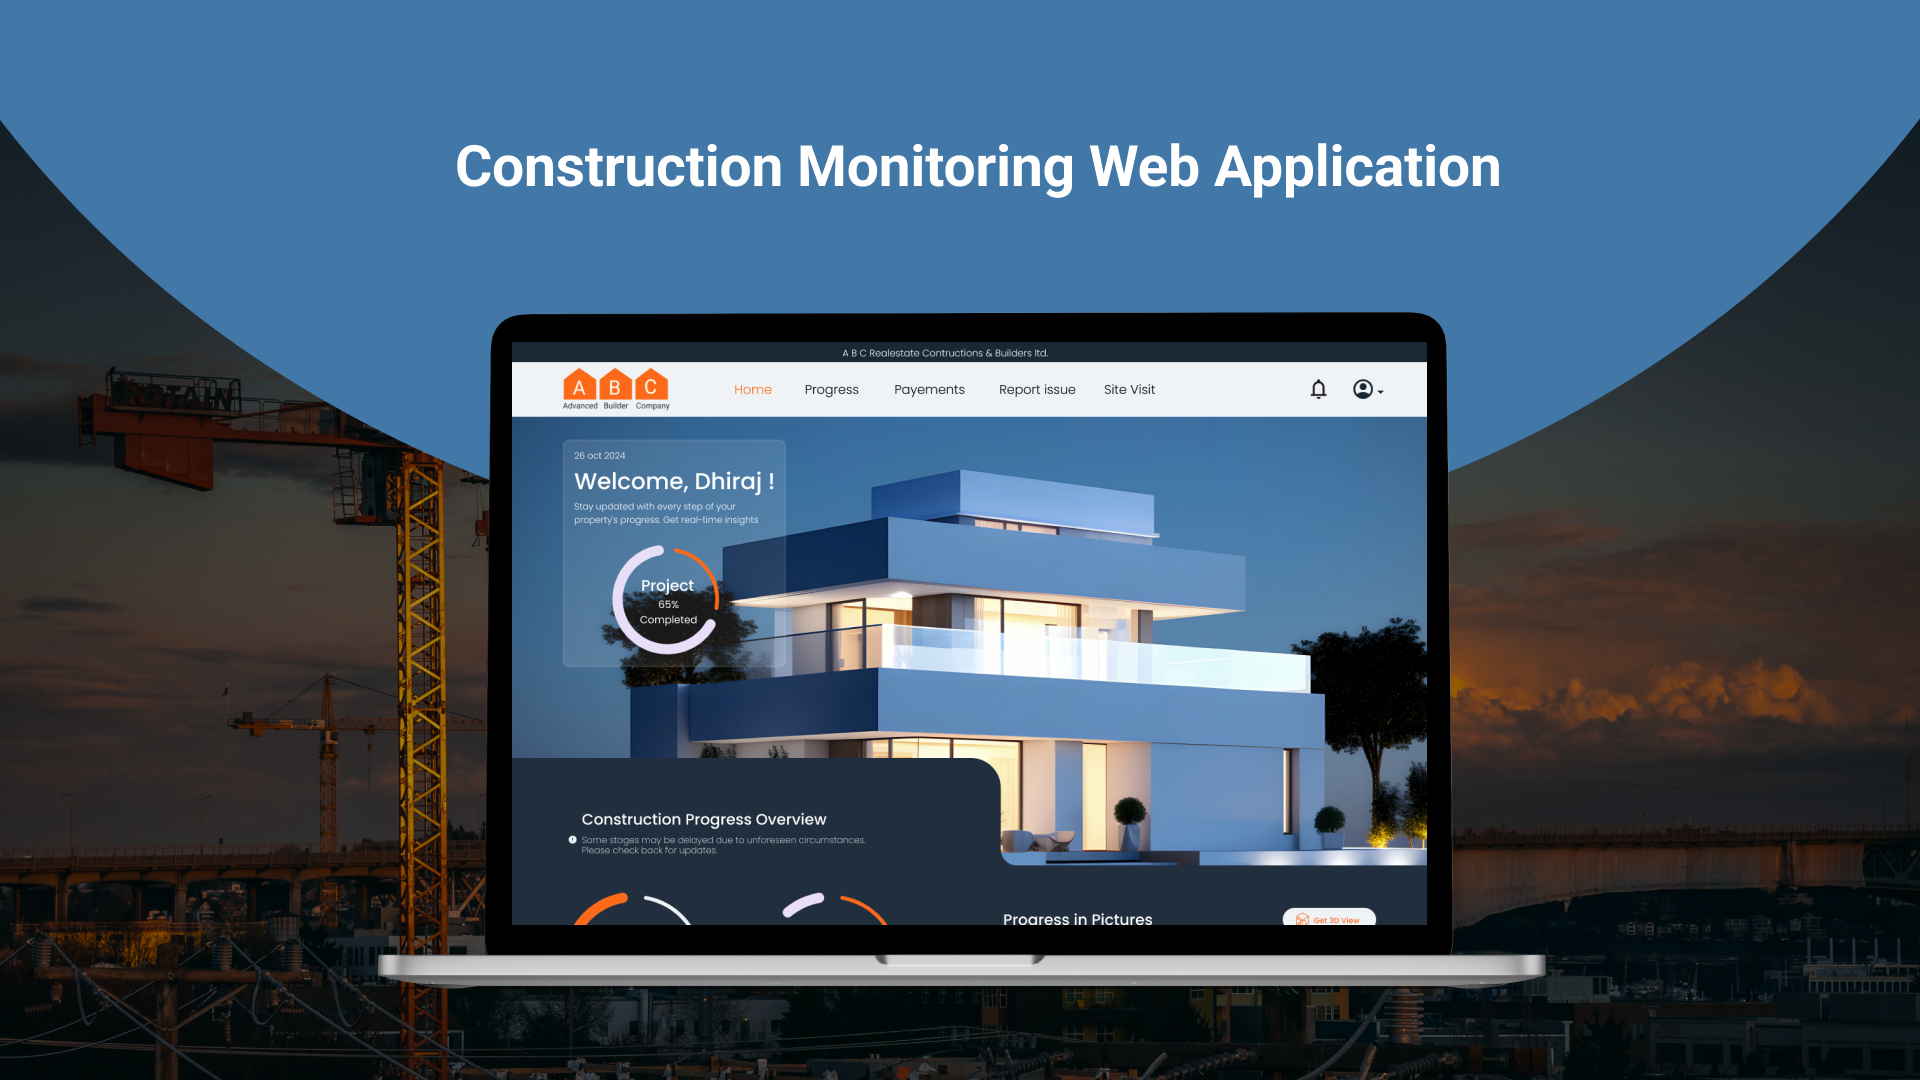 Construction Monitoring Web Application
A B C Realestate Contructions & Builders ltd.
A B C
Advanced Builder Company
Home Progress Payements Report issue Site Visit
26 oct 2024
Welcome, Dhiraj !
Stay updated with every step of your
property's progress. Get real-time insights
Project
65%
Completed
Construction Progress Overview
Some stages may be delayed due to unforeseen circumstances.
Please check back for updates.
Progress in Pictures
Get 3D View